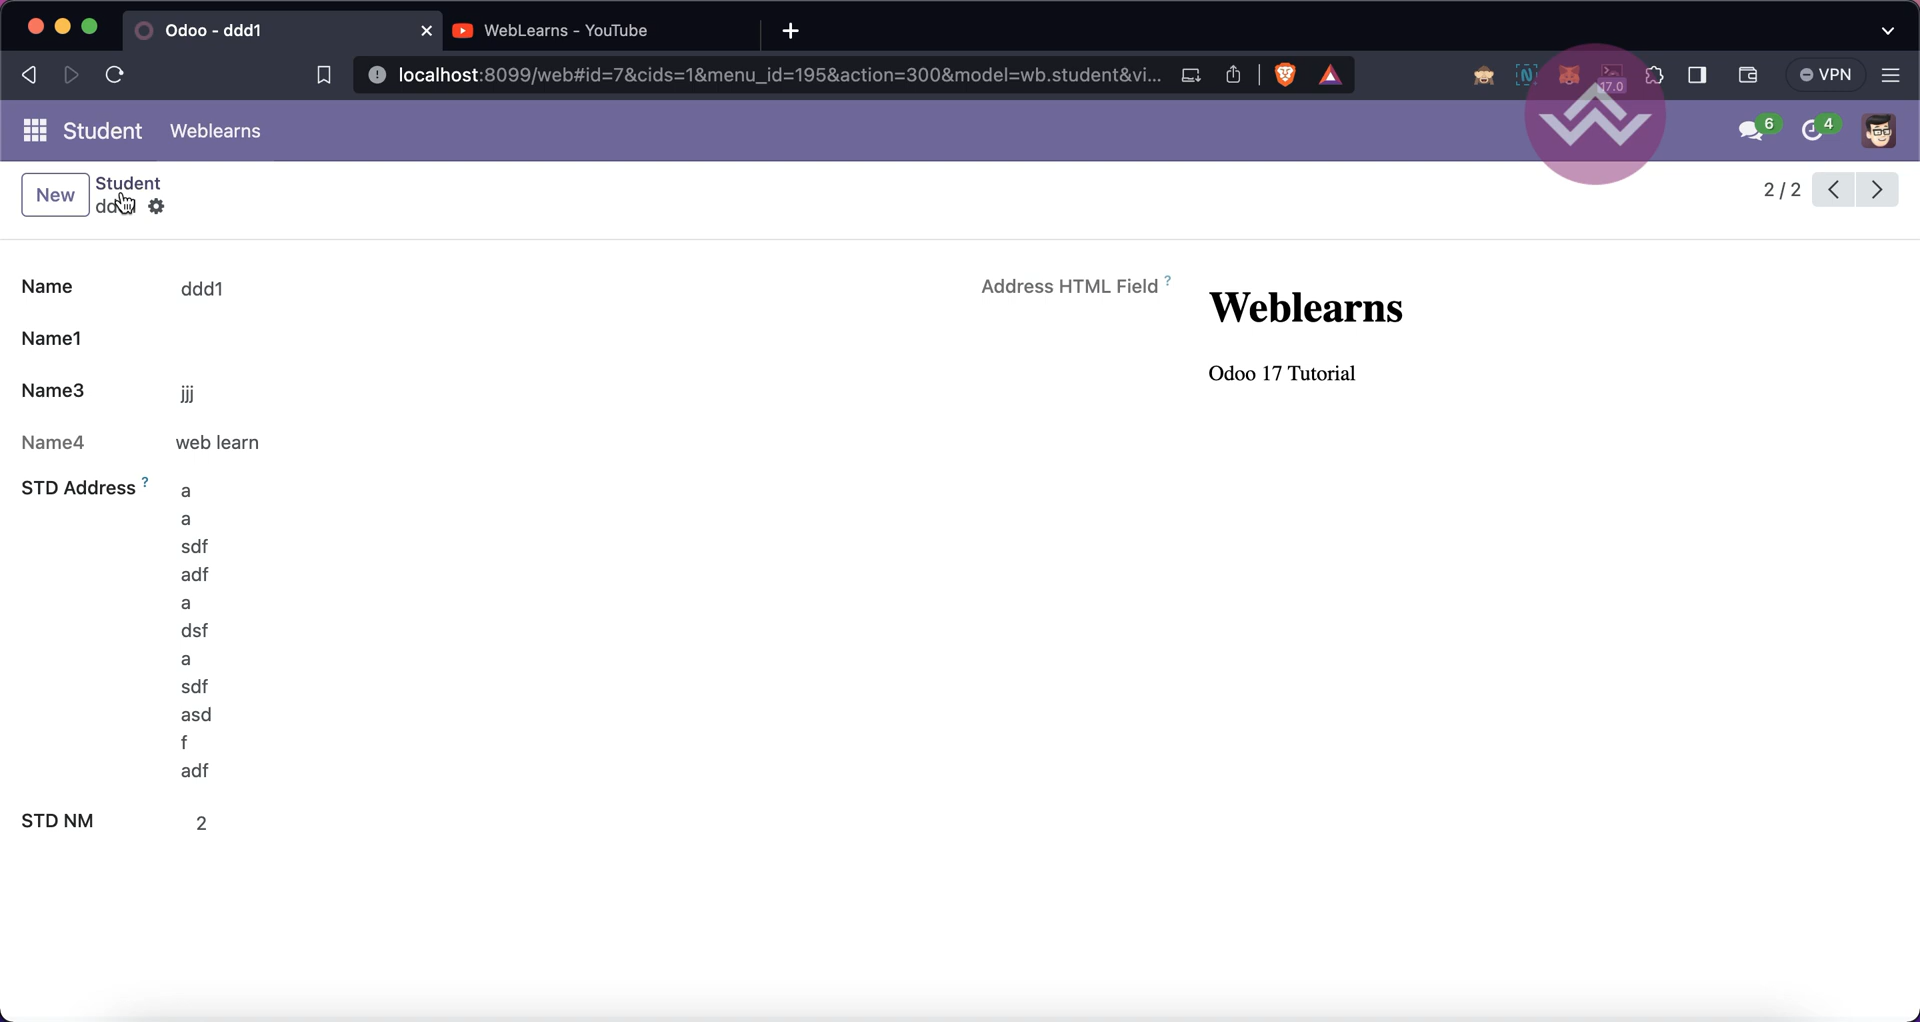 Odoo - ddd1
WebLearns - YouTube
localhost:8099/web#id=7&cids=1&menu_id=195&action=300&model=wb.student&vi...
17.0
VPN
Student
Weblearns
6
4
New
Student
2 / 2
Name
ddd1
Name1
Name3
jjj
Name4
web learn
STD Address ?
a
a
sdf
adf
a
dsf
a
sdf
asd
f
adf
STD NM
2
Address HTML Field ?
Weblearns
Odoo 17 Tutorial